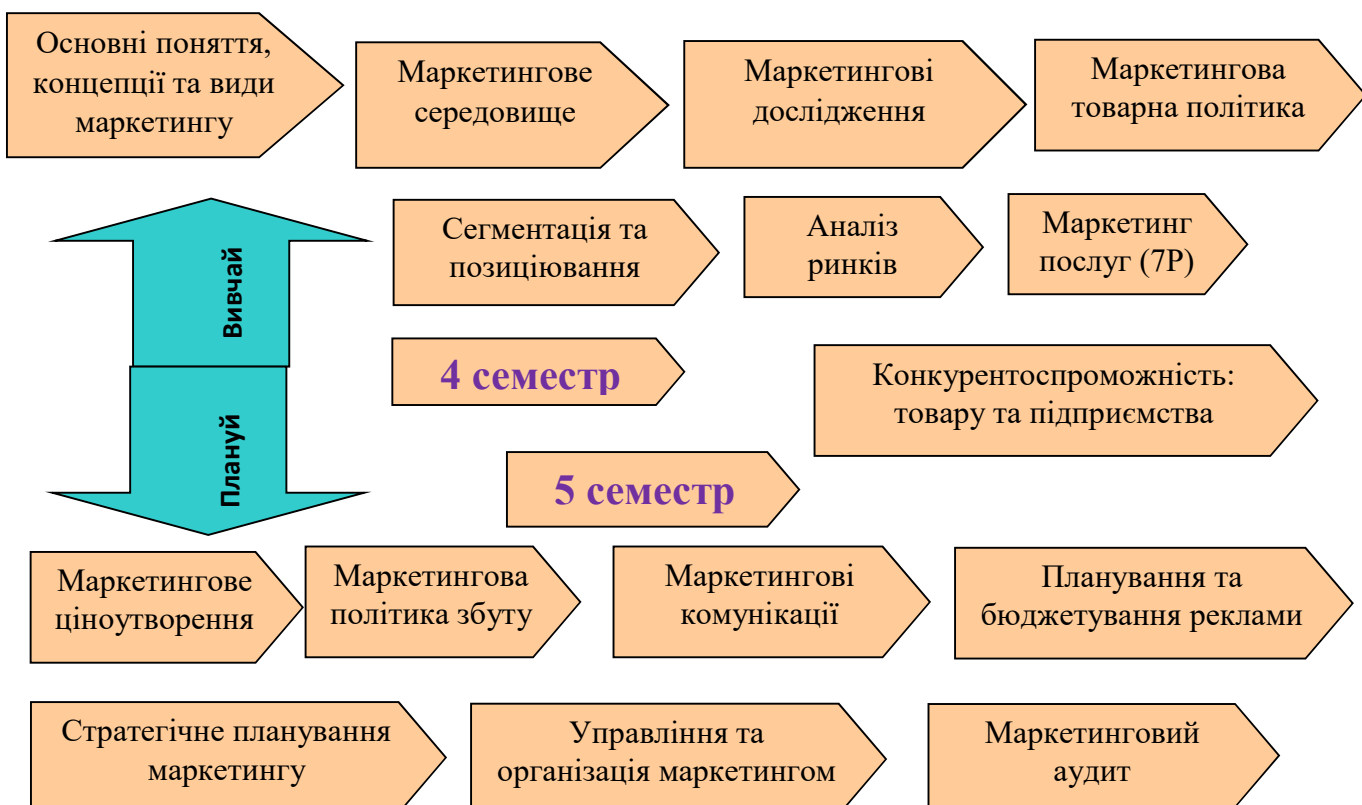 Основні поняття,
концепції та види
маркетингу
Маркетингове
середовище
Маркетингові
дослідження
Маркетингова
товарна політика
Вивчай
Сегментація та
позиціювання
Аналіз
ринків
Маркетинг
послуг (7Р)
4 семестр
Конкурентоспроможність:
товару та підприємства
Плануй
5 семестр
Маркетингове
ціноутворення
Маркетингова
політика збуту
Маркетингові
комунікації
Планування та
бюджетування реклами
Стратегічне планування
маркетингу
Управління та
організація маркетингом
Маркетинговий
аудит